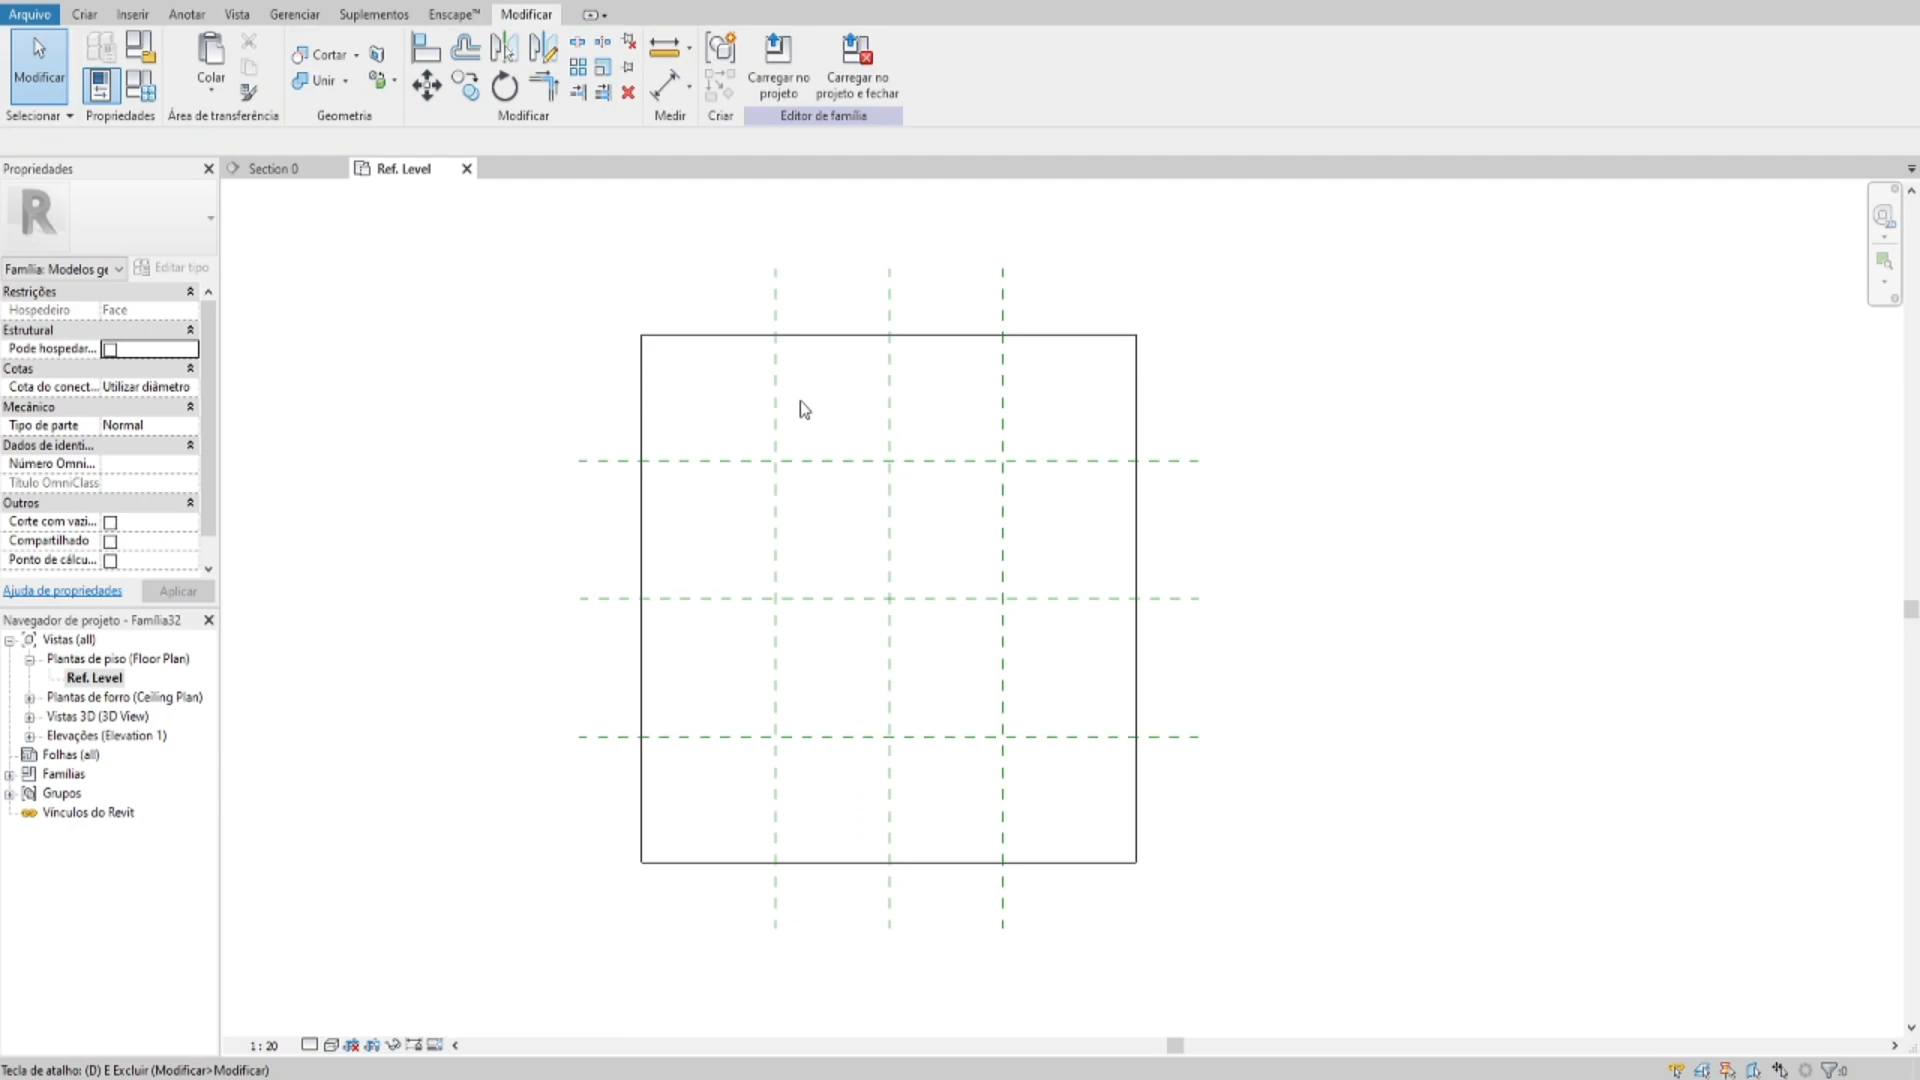 Arquivo Criar Inserir Anotar Vista Gerenciar Suplementos Enscape™ Modificar
Modificar
Colar
Cortar
Unir
Carregar no projeto
Carregar no projeto e fechar
Selecionar Propriedades Área de transferência Geometria Modificar Medir Criar Editor de família
Propriedades
Section 0
Ref. Level
R
Família: Modelos ge
Editar tipo
Restrições
Hospedeiro Face
Estrutural
Pode hospedar...
Cotas
Cota do conect... Utilizar diâmetro
Mecânico
Tipo de parte Normal
Dados de identi...
Número Omni...
Título OmniClass
Outros
Corte com vazi...
Compartilhado
Ponto de cálcu...
Ajuda de propriedades Aplicar
Navegador de projeto - Família32
Vistas (all)
Plantas de piso (Floor Plan)
Ref. Level
Plantas de forro (Ceiling Plan)
Vistas 3D (3D View)
Elevações (Elevation 1)
Folhas (all)
Famílias
Grupos
Vínculos do Revit
1 : 20
Tecla de atalho: (D) E Excluir (Modificar>Modificar)
:0